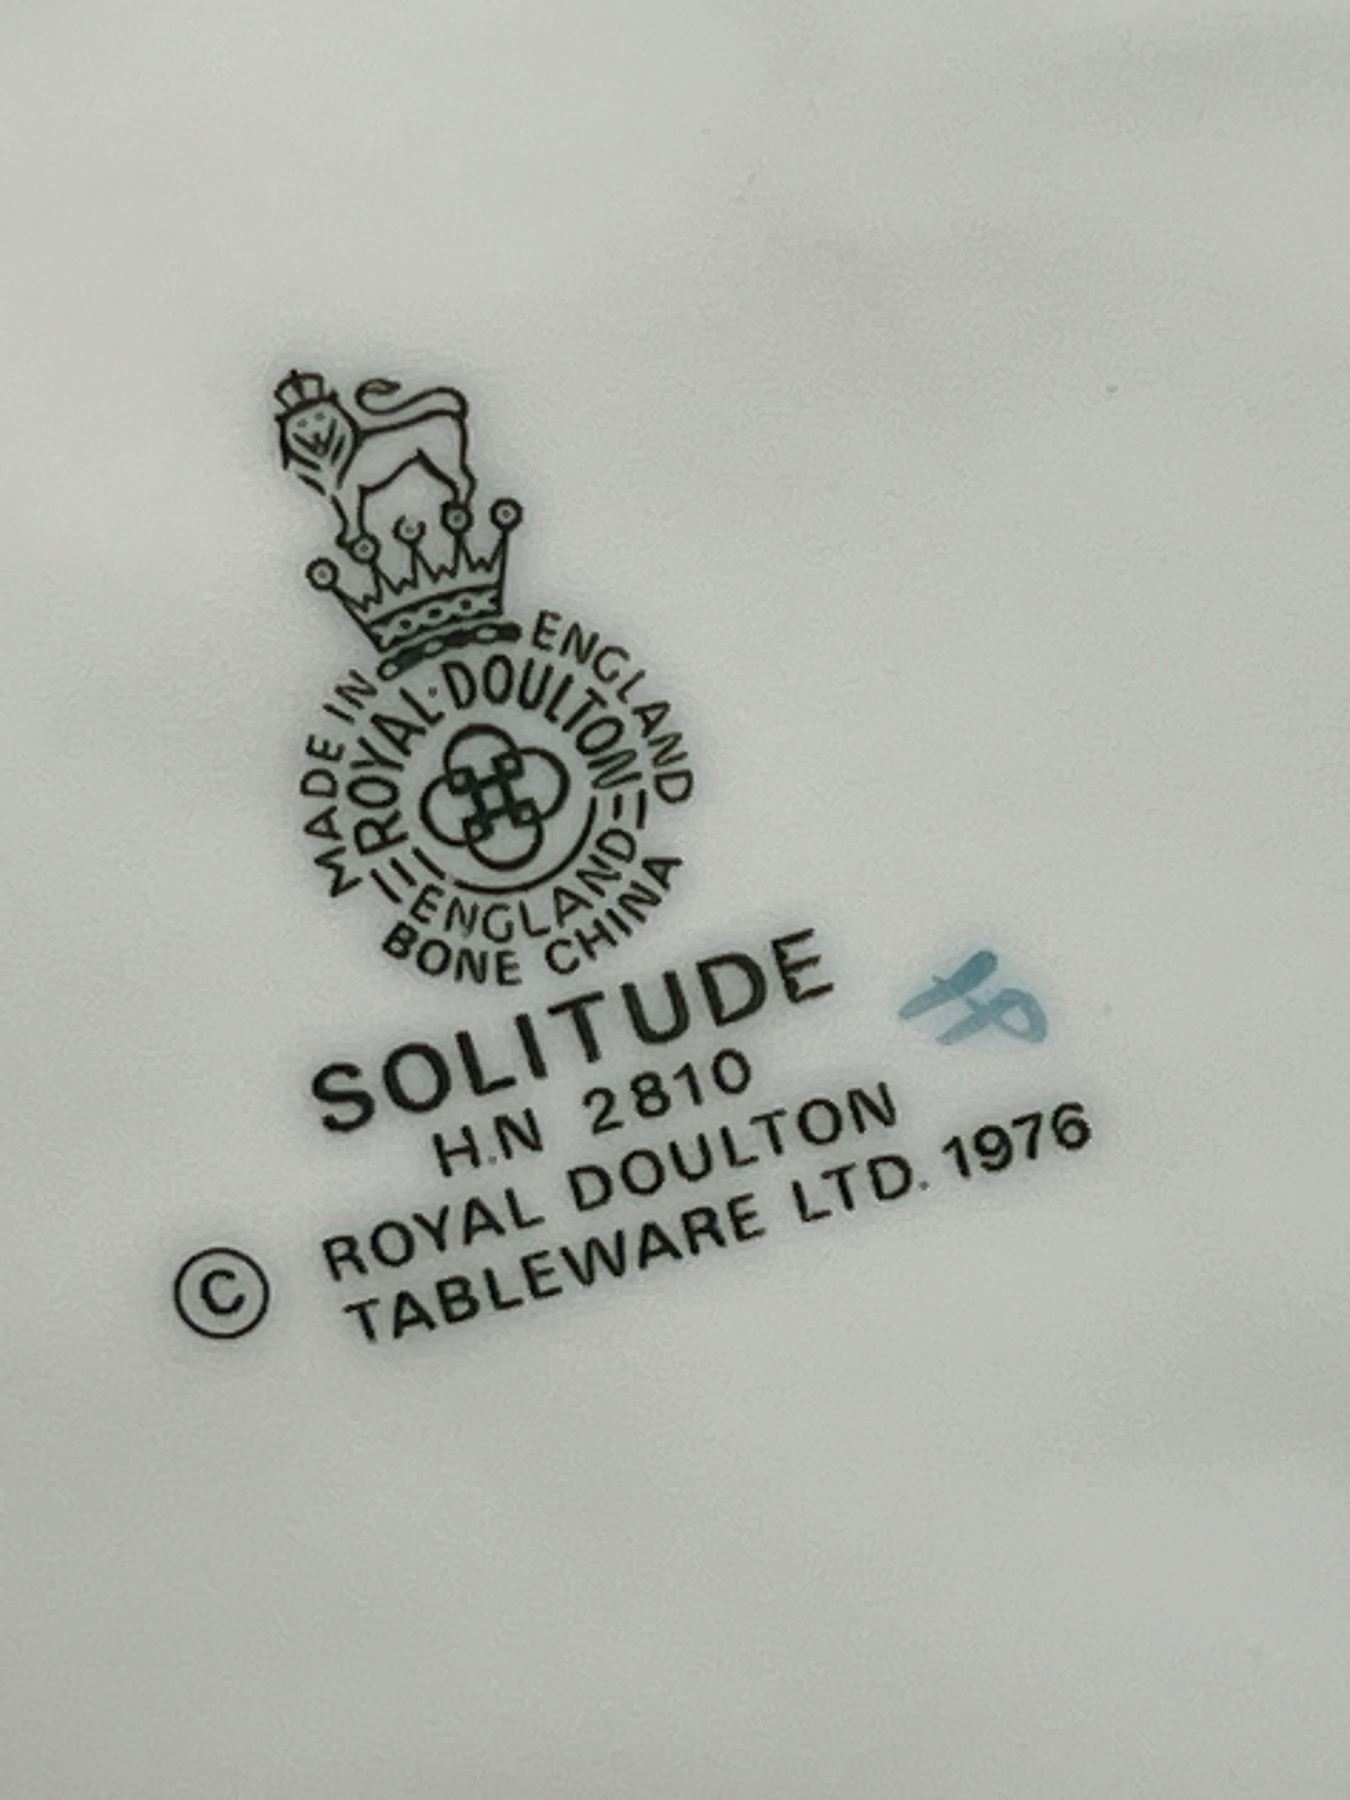 MADE IN ENGLAND
ROYAL·DOULTON
ENGLAND
BONE CHINA
SOLITUDE
H.N 2810
© ROYAL DOULTON
TABLEWARE LTD. 1976